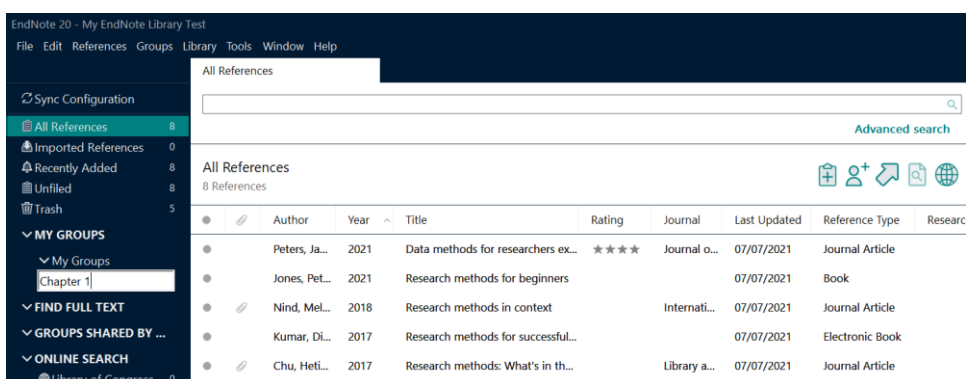 EndNote 20 - My EndNote Library Test
File Edit References Groups Library Tools Window Help
All References
Sync Configuration
Advanced search
All References 8
Imported References 0
Recently Added 8
Unfiled 8
Trash 5
MY GROUPS
My Groups
Chapter 1
FIND FULL TEXT
GROUPS SHARED BY ...
ONLINE SEARCH
Library of Congress 0
All References
8 References
Author Year Title Rating Journal Last Updated Reference Type Researc
Peters, Ja... 2021 Data methods for researchers ex... ★★★★ Journal o... 07/07/2021 Journal Article
Jones, Pet... 2021 Research methods for beginners 07/07/2021 Book
Nind, Mel... 2018 Research methods in context Internati... 07/07/2021 Journal Article
Kumar, Di... 2017 Research methods for successful... 07/07/2021 Electronic Book
Chu, Heti... 2017 Research methods: What's in th... Library a... 07/07/2021 Journal Article